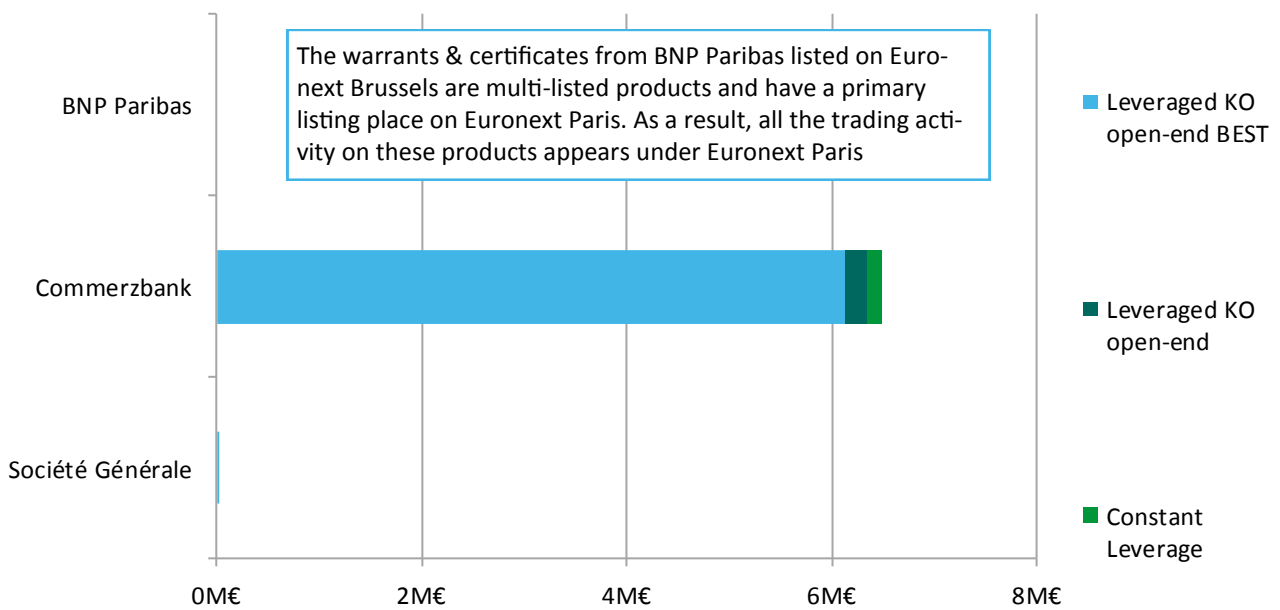 The warrants & certificates from BNP Paribas listed on Euro-
next Brussels are multi-listed products and have a primary
listing place on Euronext Paris. As a result, all the trading acti-
vity on these products appears under Euronext Paris
BNP Paribas
Commerzbank
Société Générale
0M€ 2M€ 4M€ 6M€ 8M€
Leveraged KO
open-end BEST
Leveraged KO
open-end
Constant
Leverage